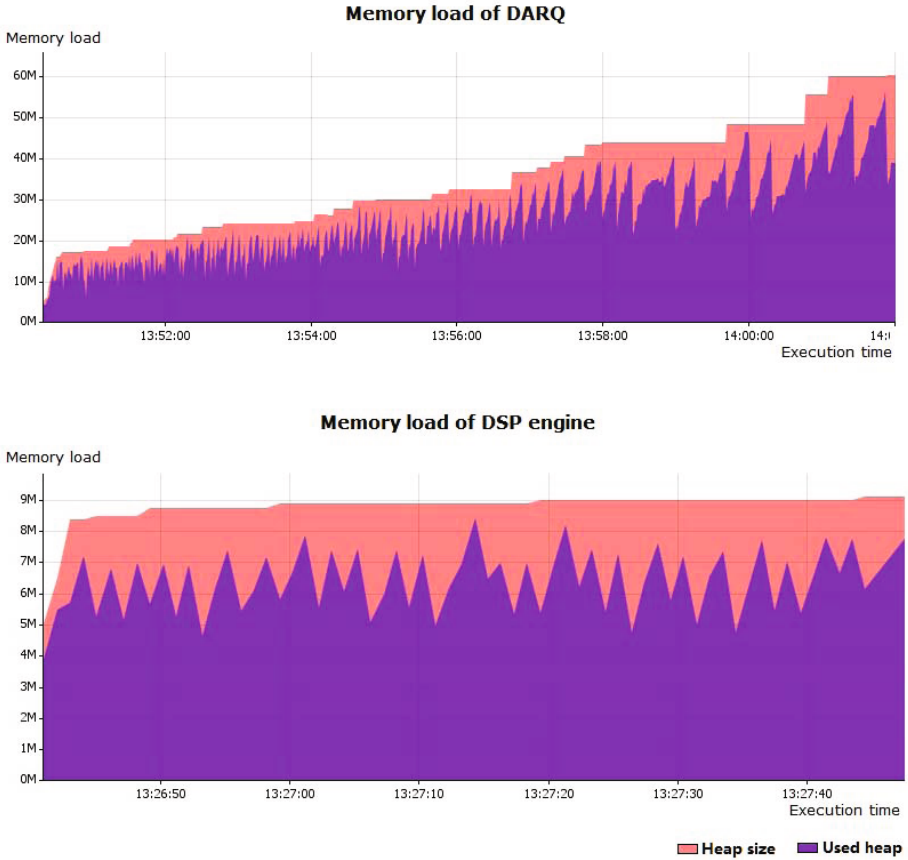 Memory load of DARQ
Memory load
60M
50M
40M
30M
20M
10M
0M
13:52:00 13:54:00 13:56:00 13:58:00 14:00:00 14:(
Execution time
Memory load of DSP engine
Memory load
9M
8M
7M
6M
5M
4M
3M
2M
1M
0M
13:26:50 13:27:00 13:27:10 13:27:20 13:27:30 13:27:40
Execution time
Heap size Used heap